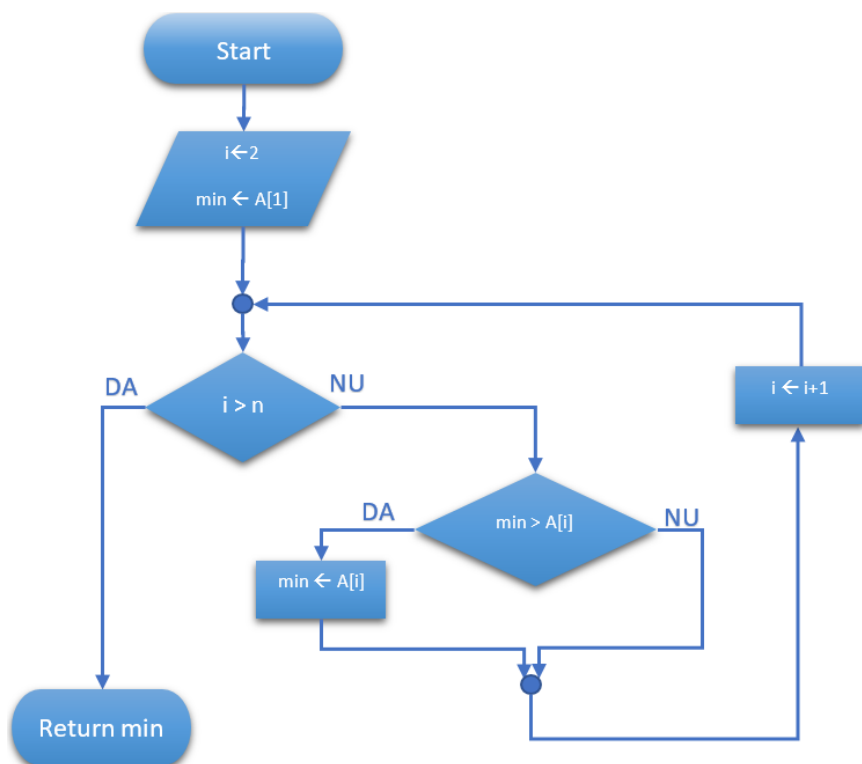 Start
i←2
min ← A[1]
i > n
DA
NU
i ← i+1
min > A[i]
DA
NU
min ← A[i]
Return min